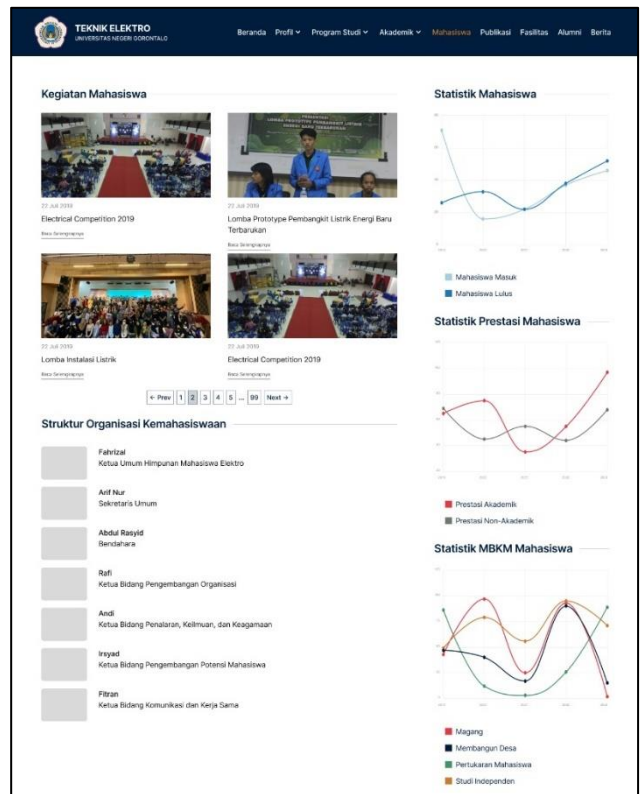 TEKNIK ELEKTRO
UNIVERSITAS NEGERI GORONTALO
Beranda Profil Program Studi Akademik Mahasiswa Publikasi Fasilitas Alumni Berita
Kegiatan Mahasiswa
22 Juli 2019
Electrical Competition 2019
Baca Selengkapnya
22 Juli 2019
Lomba Prototype Pembangkit Listrik Energi Baru
Terbarukan
Baca Selengkapnya
22 Juli 2019
Lomba Instalasi Listrik
Baca Selengkapnya
22 Juli 2019
Electrical Competition 2019
Baca Selengkapnya
← Prev 1 2 3 4 5 ... 99 Next →
Struktur Organisasi Kemahasiswaan
Fahrizal
Ketua Umum Himpunan Mahasiswa Elektro
Arif Nur
Sekretaris Umum
Abdul Rasyid
Bendahara
Rafi
Ketua Bidang Pengembangan Organisasi
Andi
Ketua Bidang Penalaran, Keilmuan, dan Keagamaan
Irsyad
Ketua Bidang Pengembangan Potensi Mahasiswa
Fitran
Ketua Bidang Komunikasi dan Kerja Sama
Statistik Mahasiswa
Mahasiswa Masuk
Mahasiswa Lulus
Statistik Prestasi Mahasiswa
Prestasi Akademik
Prestasi Non-Akademik
Statistik MBKM Mahasiswa
Magang
Membangun Desa
Pertukaran Mahasiswa
Studi Independen